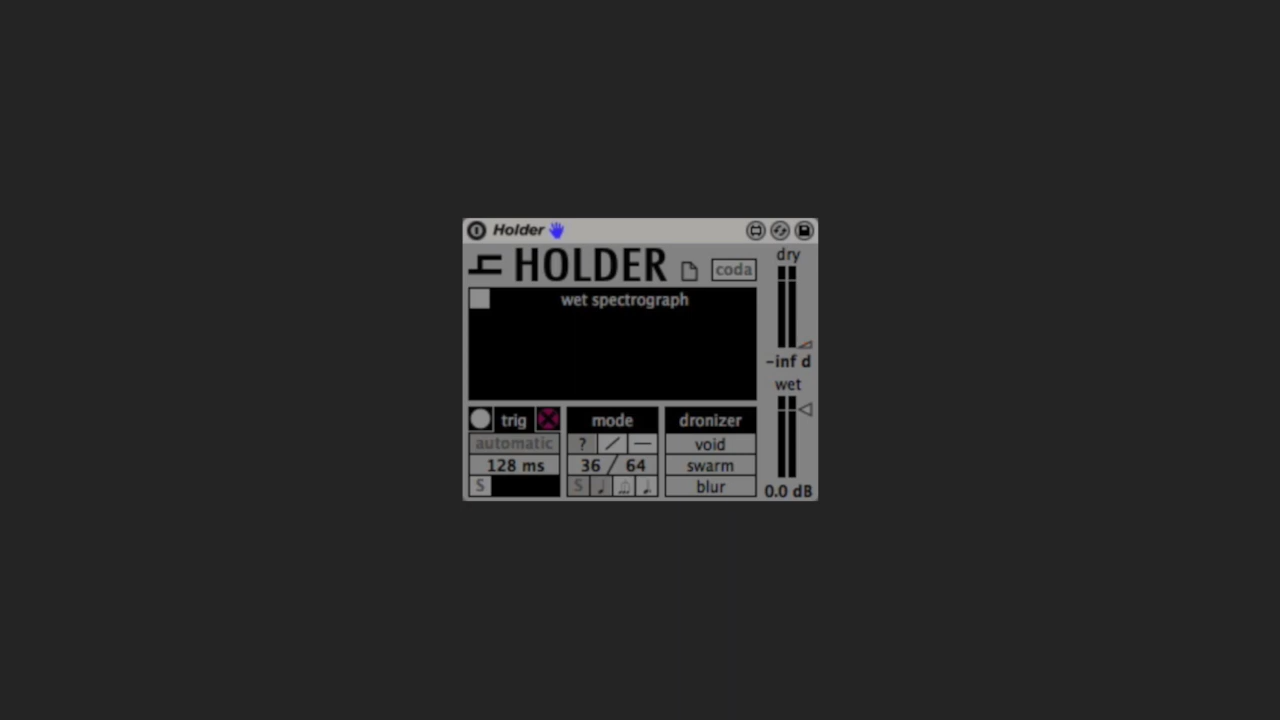 Holder
h HOLDER coda
dry
wet spectrograph
-inf d
wet
trig
mode
dronizer
automatic
? / —
void
128 ms
36 / 64
swarm
S
S
blur
0.0 dB